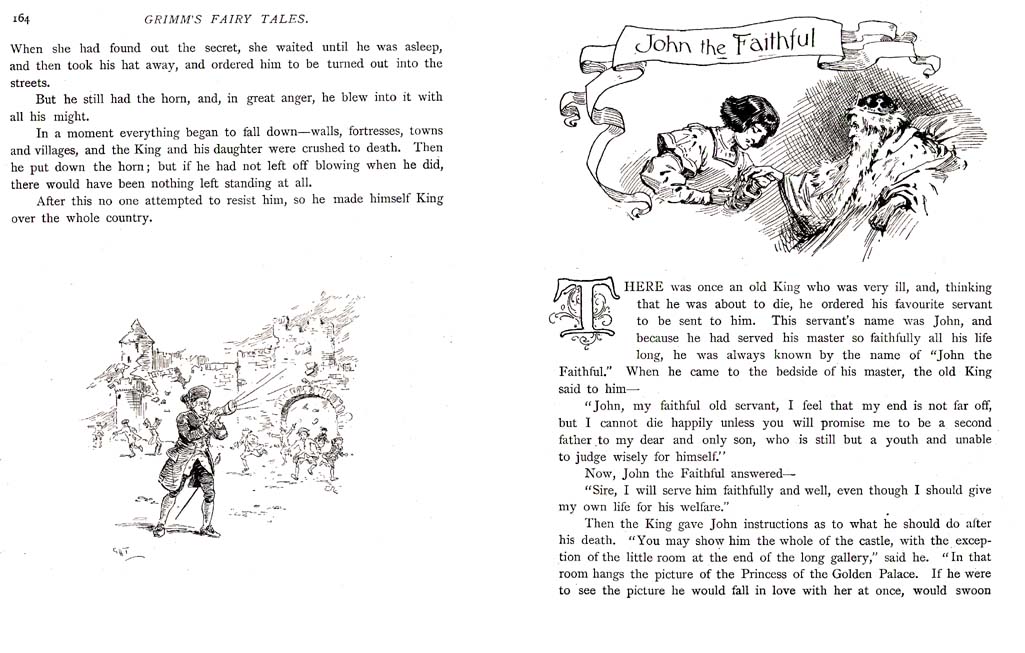 164
GRIMM'S FAIRY TALES.
When she had found out the secret, she waited until he was asleep,
and then took his hat away, and ordered him to be turned out into the
streets.
But he still had the horn, and, in great anger, he blew into it with
all his might.
In a moment everything began to fall down—walls, fortresses, towns
and villages, and the King and his daughter were crushed to death. Then
he put down the horn; but if he had not left off blowing when he did,
there would have been nothing left standing at all.
After this no one attempted to resist him, so he made himself King
over the whole country.
John the Faithful
THERE was once an old King who was very ill, and, thinking
that he was about to die, he ordered his favourite servant
to be sent to him. This servant's name was John, and
because he had served his master so faithfully all his life
long, he was always known by the name of "John the
Faithful." When he came to the bedside of his master, the old King
said to him—
"John, my faithful old servant, I feel that my end is not far off,
but I cannot die happily unless you will promise me to be a second
father to my dear and only son, who is still but a youth and unable
to judge wisely for himself."
Now, John the Faithful answered—
"Sire, I will serve him faithfully and well, even though I should give
my own life for his welfare."
Then the King gave John instructions as to what he should do after
his death. "You may show him the whole of the castle, with the excep-
tion of the little room at the end of the long gallery," said he. "In that
room hangs the picture of the Princess of the Golden Palace. If he were
to see the picture he would fall in love with her at once, would swoon